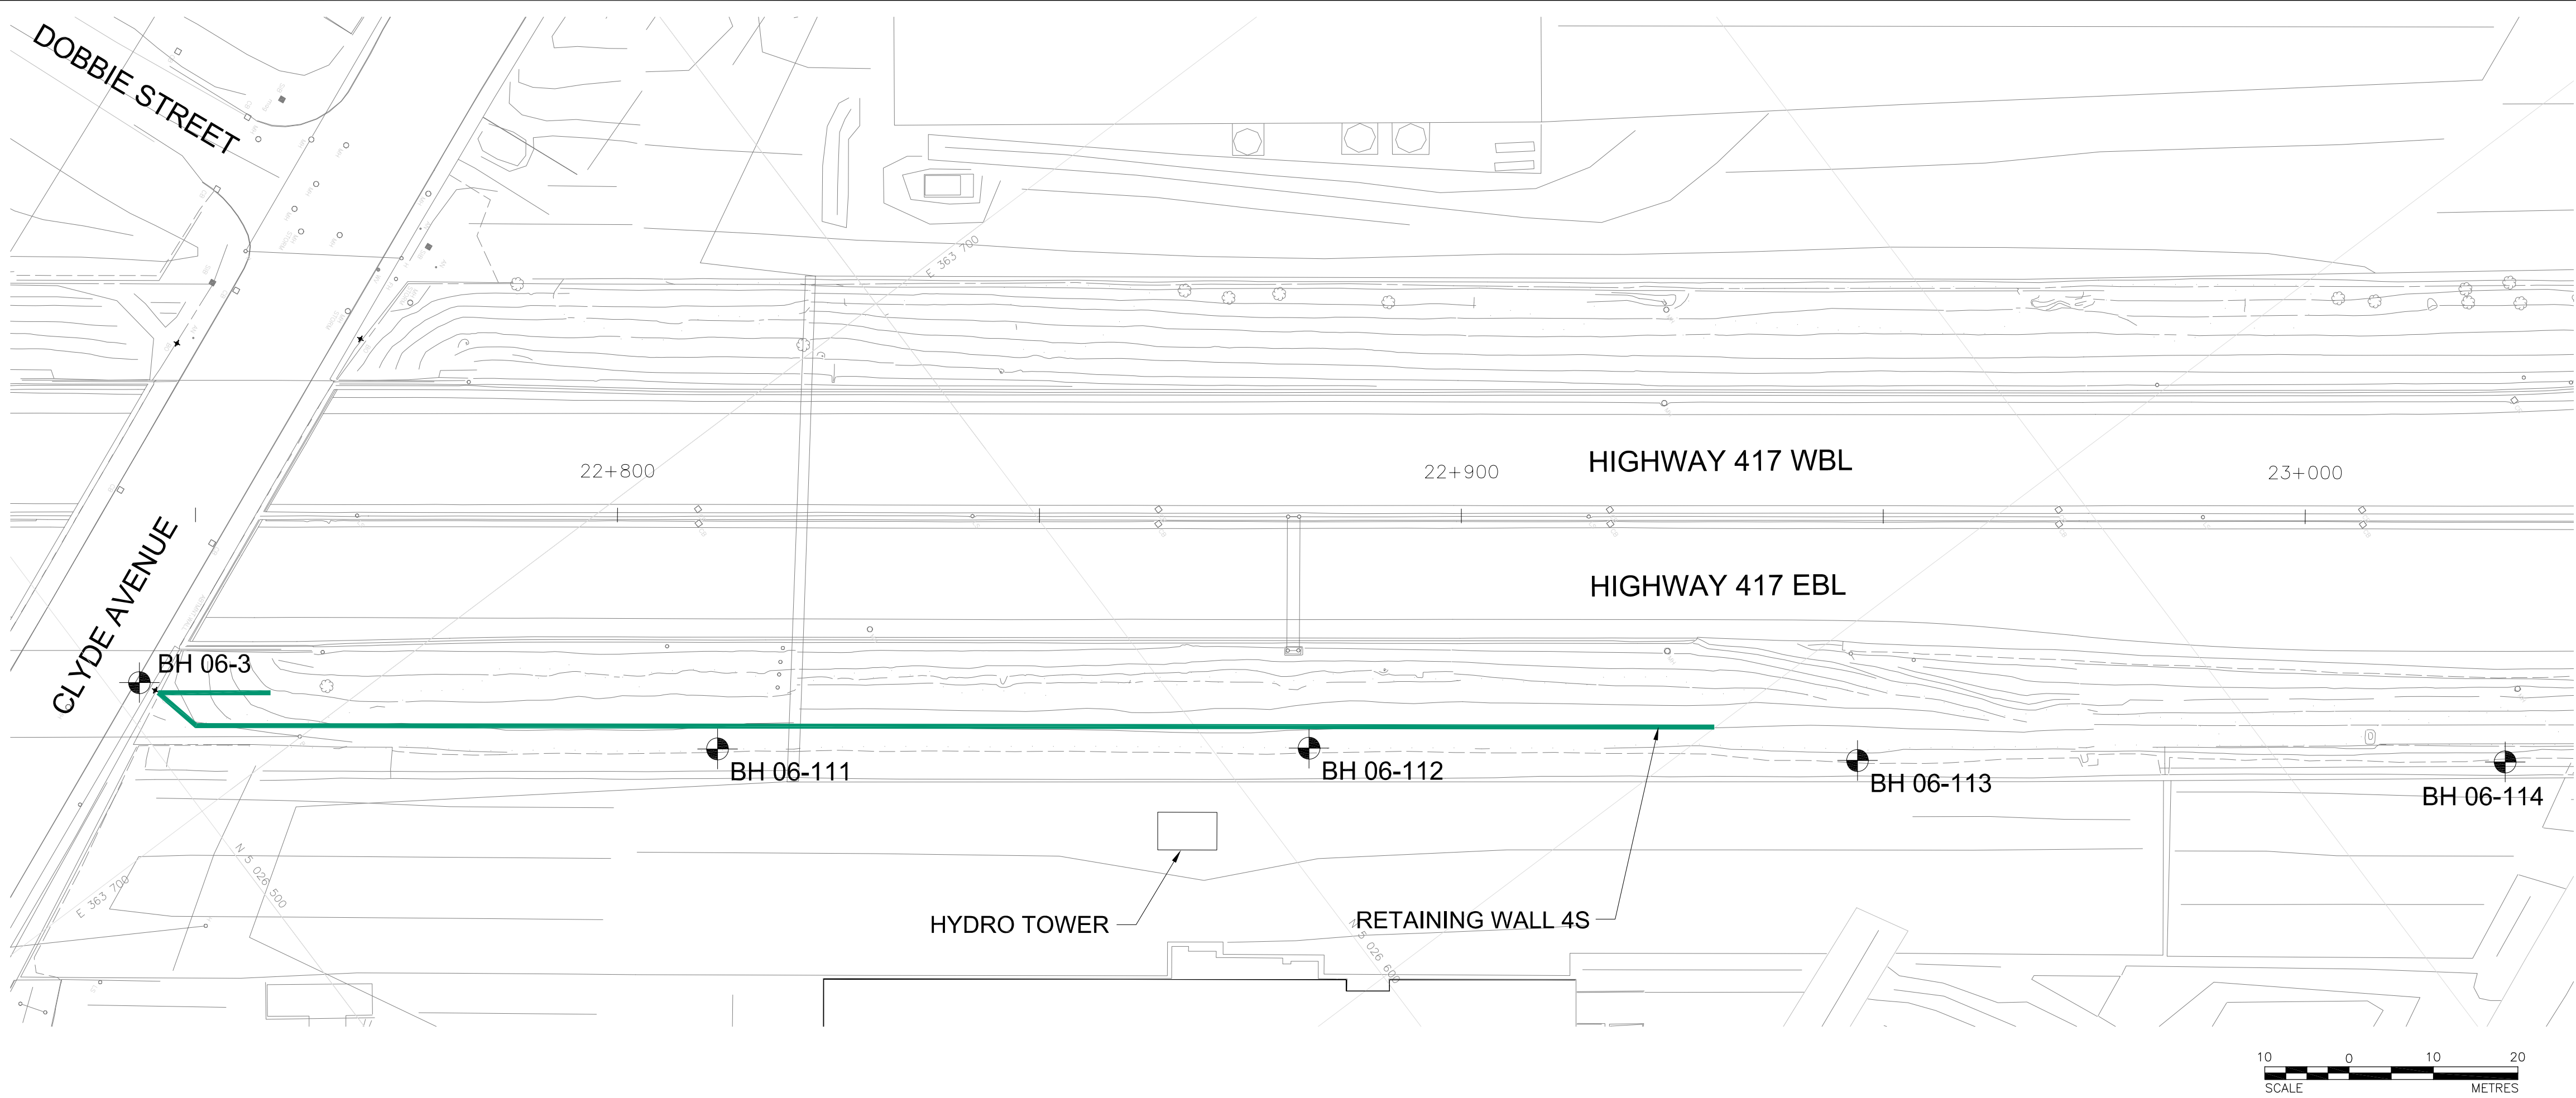 DOBBIE STREET
E 363 700
22+800
22+900
23+000
HIGHWAY 417 WBL
HIGHWAY 417 EBL
CLYDE AVENUE
BH 06-3
BH 06-111
BH 06-112
BH 06-113
BH 06-114
E 363 700
N 5 026 500
HYDRO TOWER
RETAINING WALL 4S
N 5 026 600
10 0 10 20
SCALE METRES